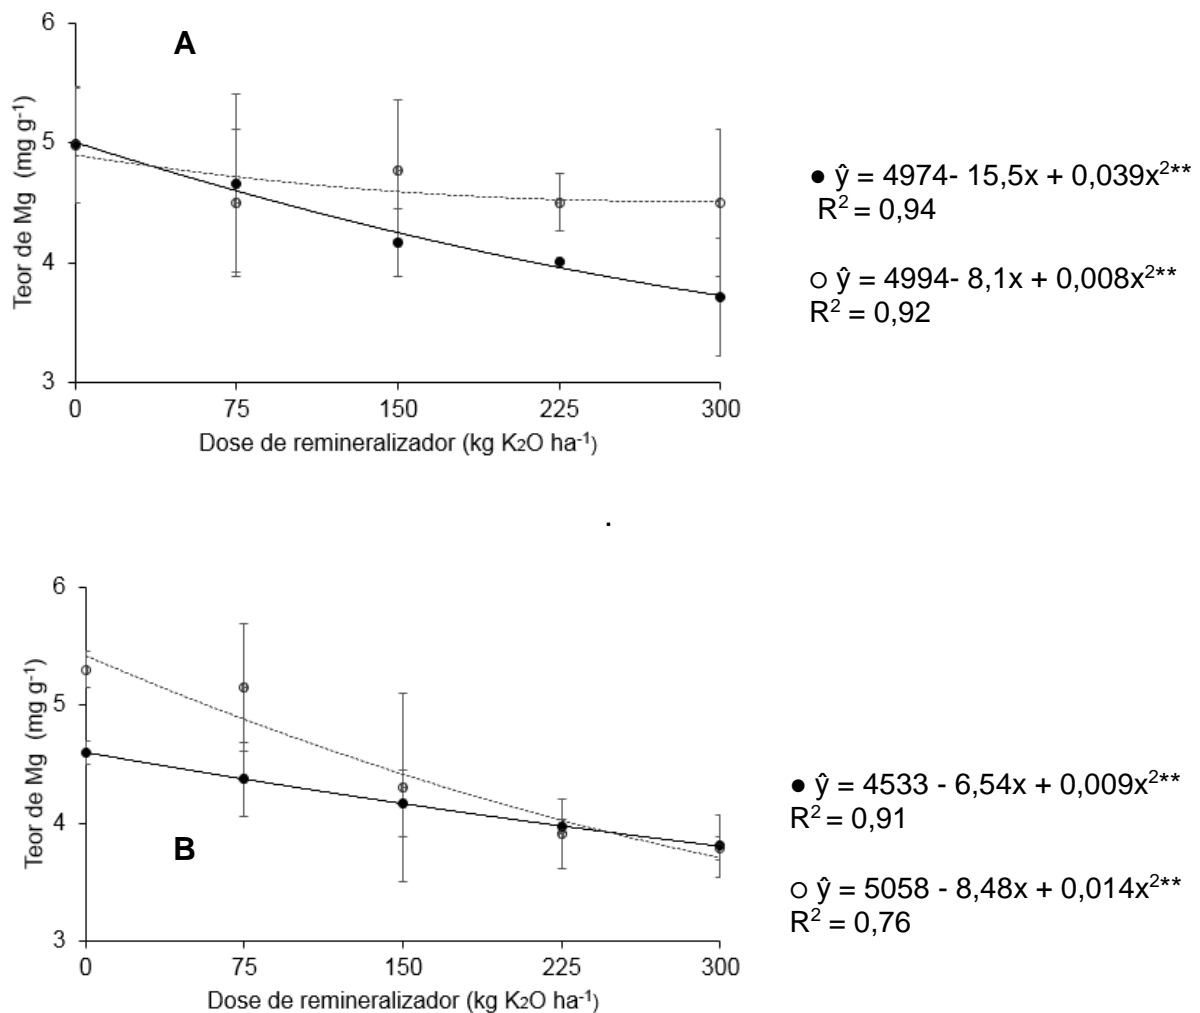 6
A
5
4
3
Teor de Mg (mg g⁻¹)
0 75 150 225 300
Dose de remineralizador (kg K₂O ha⁻¹)
● ŷ = 4974- 15,5x + 0,039x²**
R² = 0,94
○ ŷ = 4994- 8,1x + 0,008x²**
R² = 0,92
.
6
5
4
3
B
Teor de Mg (mg g⁻¹)
0 75 150 225 300
Dose de remineralizador (kg K₂O ha⁻¹)
● ŷ = 4533 - 6,54x + 0,009x²**
R² = 0,91
○ ŷ = 5058 - 8,48x + 0,014x²**
R² = 0,76